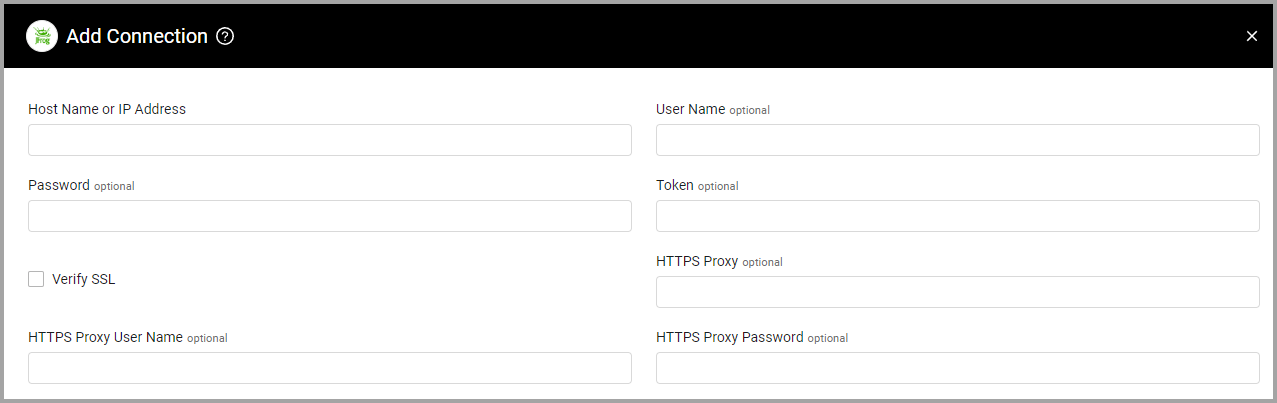 Add Connection ?
Host Name or IP Address
User Name optional
Password optional
Token optional
Verify SSL
HTTPS Proxy optional
HTTPS Proxy User Name optional
HTTPS Proxy Password optional